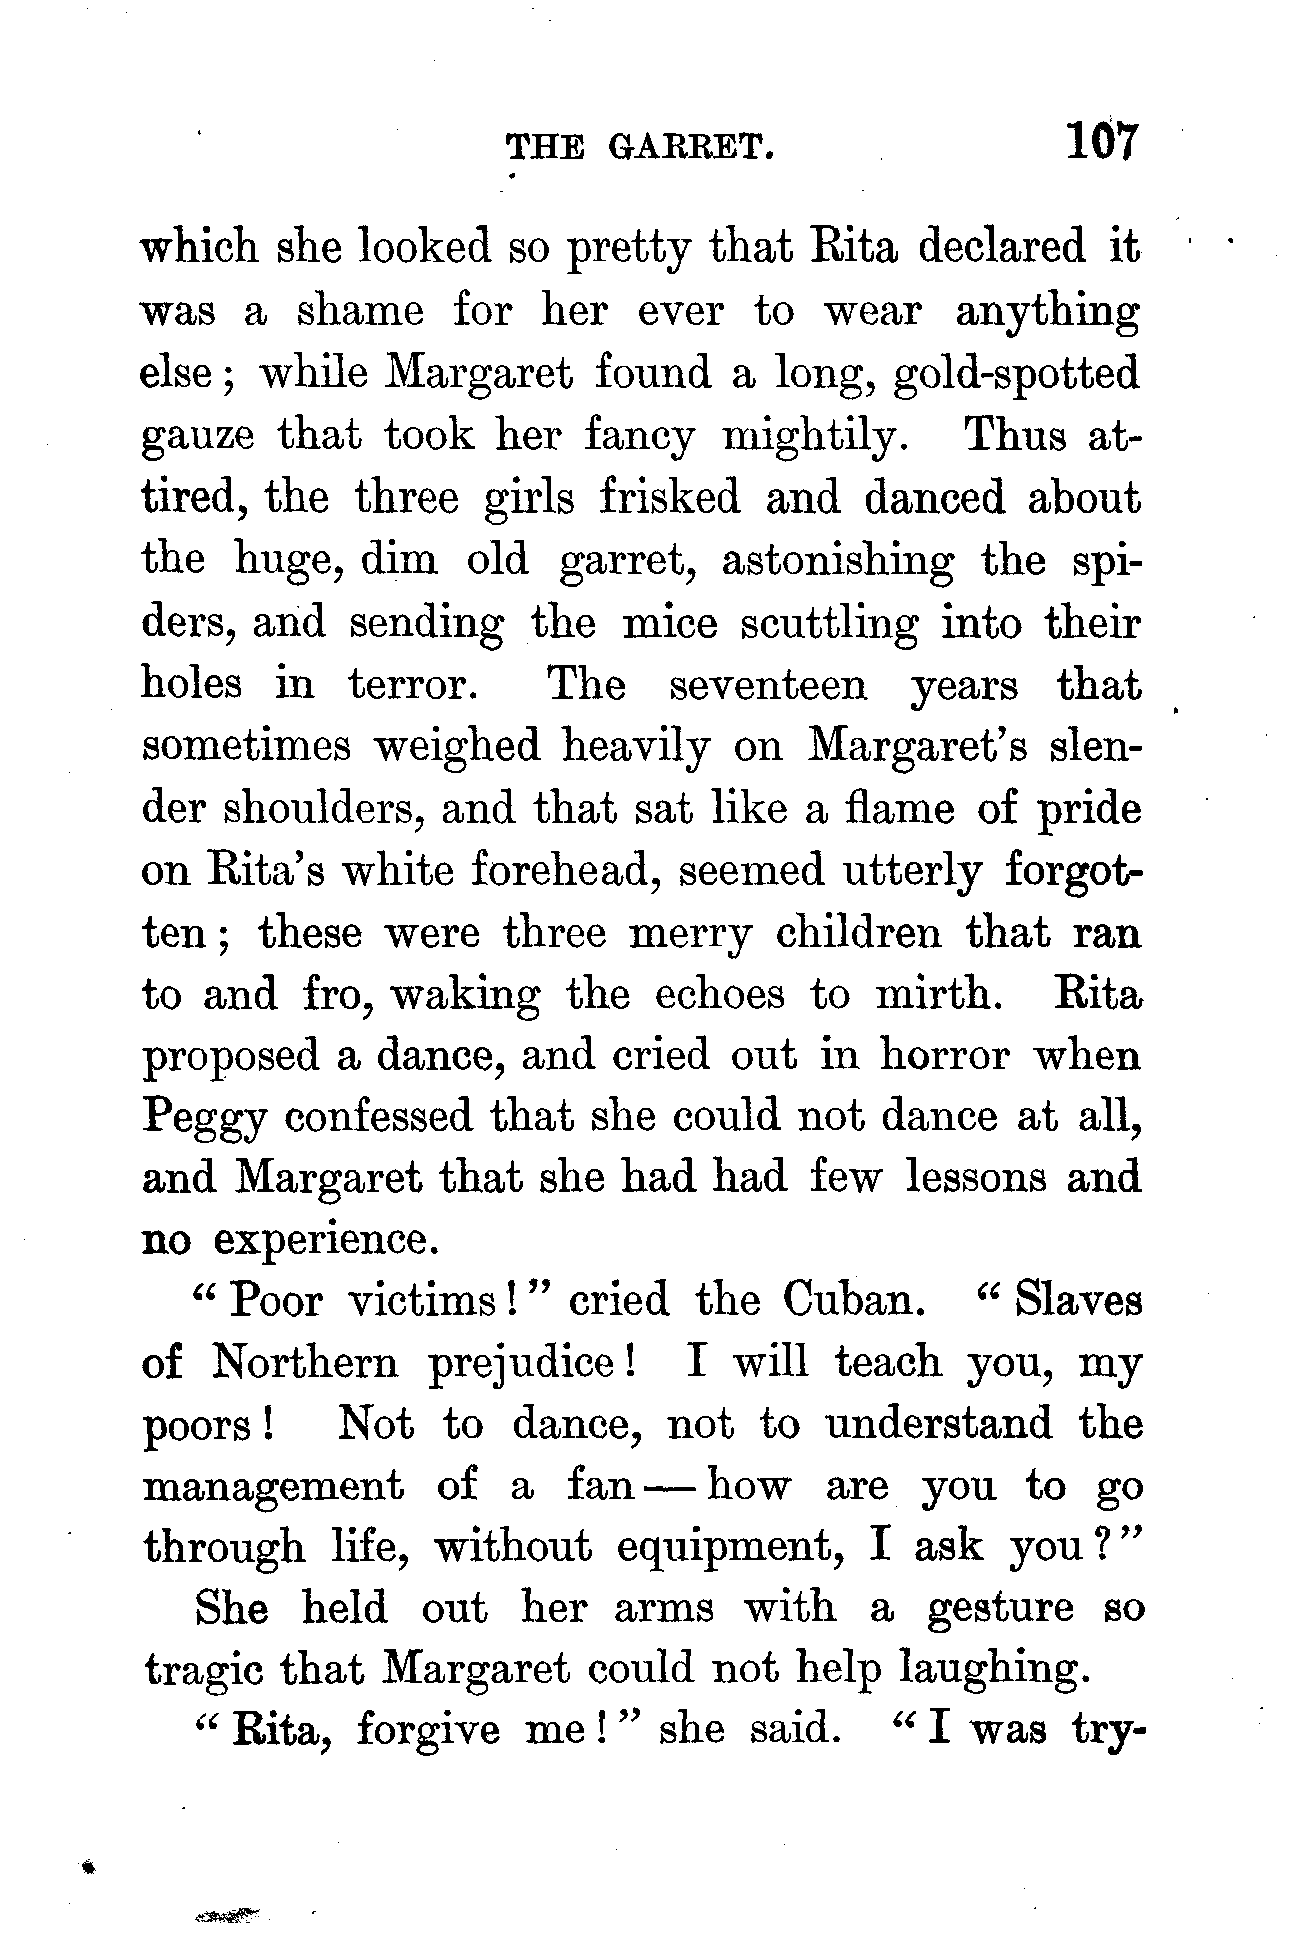 THE GARRET. 107
which she looked so pretty that Rita declared it
was a shame for her ever to wear anything
else ; while Margaret found a long, gold-spotted
gauze that took her fancy mightily. Thus at-
tired, the three girls frisked and danced about
the huge, dim old garret, astonishing the spi-
ders, and sending the mice scuttling into their
holes in terror. The seventeen years that
sometimes weighed heavily on Margaret's slen-
der shoulders, and that sat like a flame of pride
on Rita's white forehead, seemed utterly forgot-
ten ; these were three merry children that ran
to and fro, waking the echoes to mirth. Rita
proposed a dance, and cried out in horror when
Peggy confessed that she could not dance at all,
and Margaret that she had had few lessons and
no experience.
“ Poor victims ! ” cried the Cuban. “ Slaves
of Northern prejudice ! I will teach you, my
poors ! Not to dance, not to understand the
management of a fan — how are you to go
through life, without equipment, I ask you ? ”
She held out her arms with a gesture so
tragic that Margaret could not help laughing.
“ Rita, forgive me ! ” she said. “ I was try-